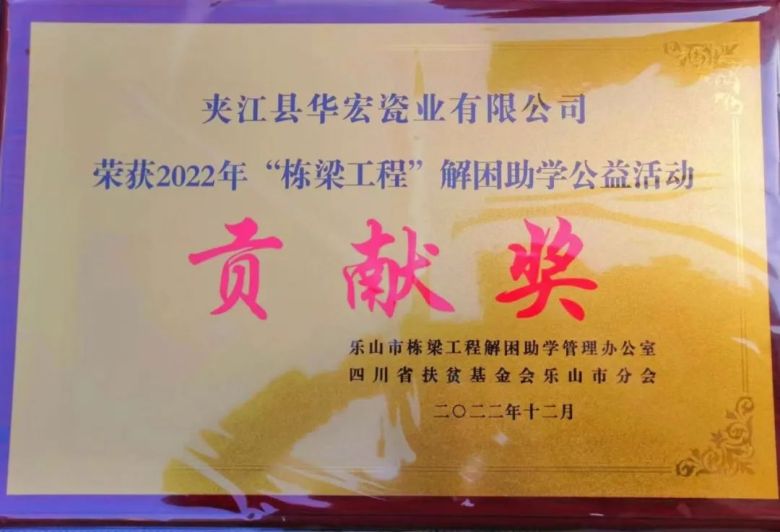 夹江县华宏瓷业有限公司
荣获2022年“栋梁工程”解困助学公益活动
贡献奖
乐山市栋梁工程解困助学管理办公室
四川省扶贫基金会乐山市分会
二〇二二年十二月